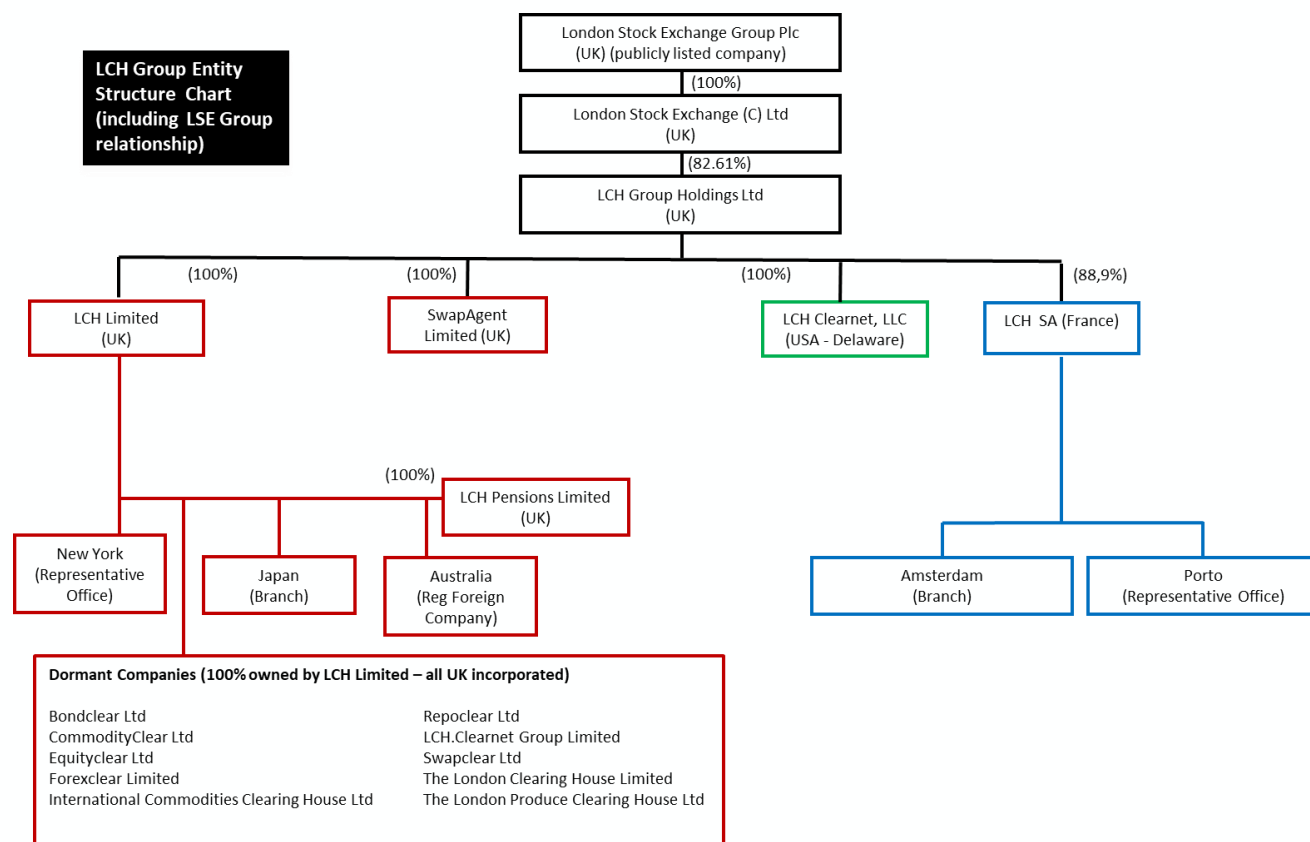 LCH Group Entity
Structure Chart
(including LSE Group
relationship)
London Stock Exchange Group Plc
(UK) (publicly listed company)
(100%)
London Stock Exchange (C) Ltd
(UK)
(82.61%)
LCH Group Holdings Ltd
(UK)
(100%)
(100%)
(100%)
(88,9%)
LCH Limited
(UK)
SwapAgent
Limited (UK)
LCH Clearnet, LLC
(USA - Delaware)
LCH SA (France)
(100%)
LCH Pensions Limited
(UK)
New York
(Representative
Office)
Japan
(Branch)
Australia
(Reg Foreign
Company)
Amsterdam
(Branch)
Porto
(Representative Office)
Dormant Companies (100% owned by LCH Limited – all UK incorporated)
Bondclear Ltd
CommodityClear Ltd
Equityclear Ltd
Forexclear Limited
International Commodities Clearing House Ltd
Repoclear Ltd
LCH.Clearnet Group Limited
Swapclear Ltd
The London Clearing House Limited
The London Produce Clearing House Ltd